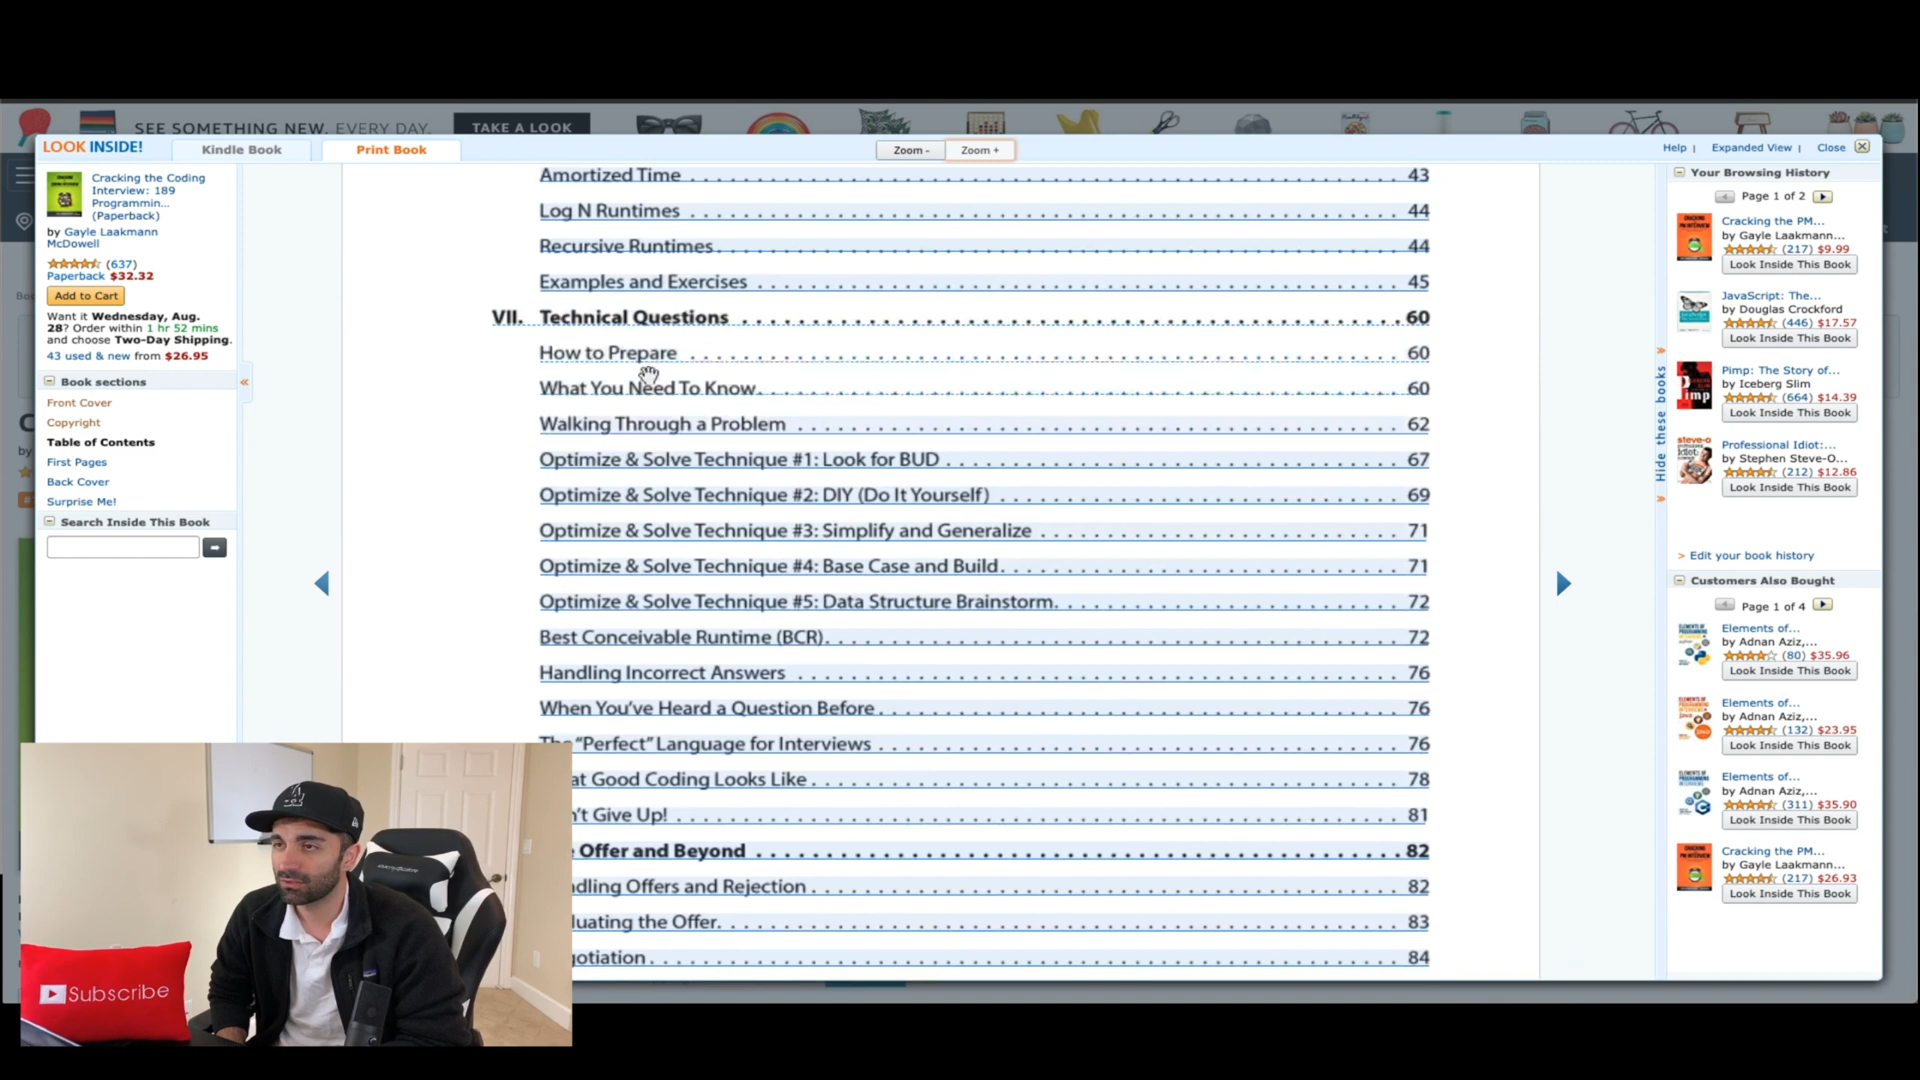 SEE SOMETHING NEW, EVERY DAY.
TAKE A LOOK
LOOK INSIDE!
Kindle Book
Print Book
Zoom -
Zoom +
Help |
Expanded View |
Close
Cracking the Coding
Interview: 189
Programmin...
(Paperback)
by Gayle Laakmann
McDowell
(637)
Paperback $32.32
Add to Cart
Want it Wednesday, Aug.
28? Order within 1 hr 52 mins
and choose Two-Day Shipping.
43 used & new from $26.95
Book sections
Front Cover
Copyright
Table of Contents
First Pages
Back Cover
Surprise Me!
Search Inside This Book
Amortized Time 43
Log N Runtimes 44
Recursive Runtimes 44
Examples and Exercises 45
VII. Technical Questions 60
How to Prepare 60
What You Need To Know 60
Walking Through a Problem 62
Optimize & Solve Technique #1: Look for BUD 67
Optimize & Solve Technique #2: DIY (Do It Yourself) 69
Optimize & Solve Technique #3: Simplify and Generalize 71
Optimize & Solve Technique #4: Base Case and Build 71
Optimize & Solve Technique #5: Data Structure Brainstorm 72
Best Conceivable Runtime (BCR) 72
Handling Incorrect Answers 76
When You've Heard a Question Before 76
"Perfect" Language for Interviews 76
at Good Coding Looks Like 78
't Give Up! 81
Offer and Beyond 82
dling Offers and Rejection 82
luating the Offer 83
otiation 84
Hide these books
Your Browsing History
Page 1 of 2
Cracking the PM...
by Gayle Laakmann...
(217) $9.99
Look Inside This Book
JavaScript: The...
by Douglas Crockford
(446) $17.57
Look Inside This Book
Pimp: The Story of...
by Iceberg Slim
(664) $14.39
Look Inside This Book
Professional Idiot:...
by Stephen Steve-O...
(212) $12.86
Look Inside This Book
> Edit your book history
Customers Also Bought
Page 1 of 4
Elements of...
by Adnan Aziz,...
(80) $35.96
Look Inside This Book
Elements of...
by Adnan Aziz,...
(132) $23.95
Look Inside This Book
Elements of...
by Adnan Aziz,...
(311) $35.90
Look Inside This Book
Cracking the PM...
by Gayle Laakmann...
(217) $26.93
Look Inside This Book
Subscribe